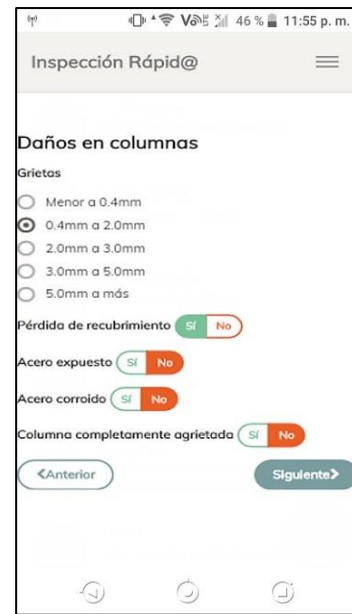 46 % 11:55 p. m.
Inspección Rápid@
Daños en columnas
Grietas
Menor a 0.4mm
0.4mm a 2.0mm
2.0mm a 3.0mm
3.0mm a 5.0mm
5.0mm a más
Pérdida de recubrimiento Sí No
Acero expuesto Sí No
Acero corroido Sí No
Columna completamente agrietada Sí No
Anterior
Siguiente